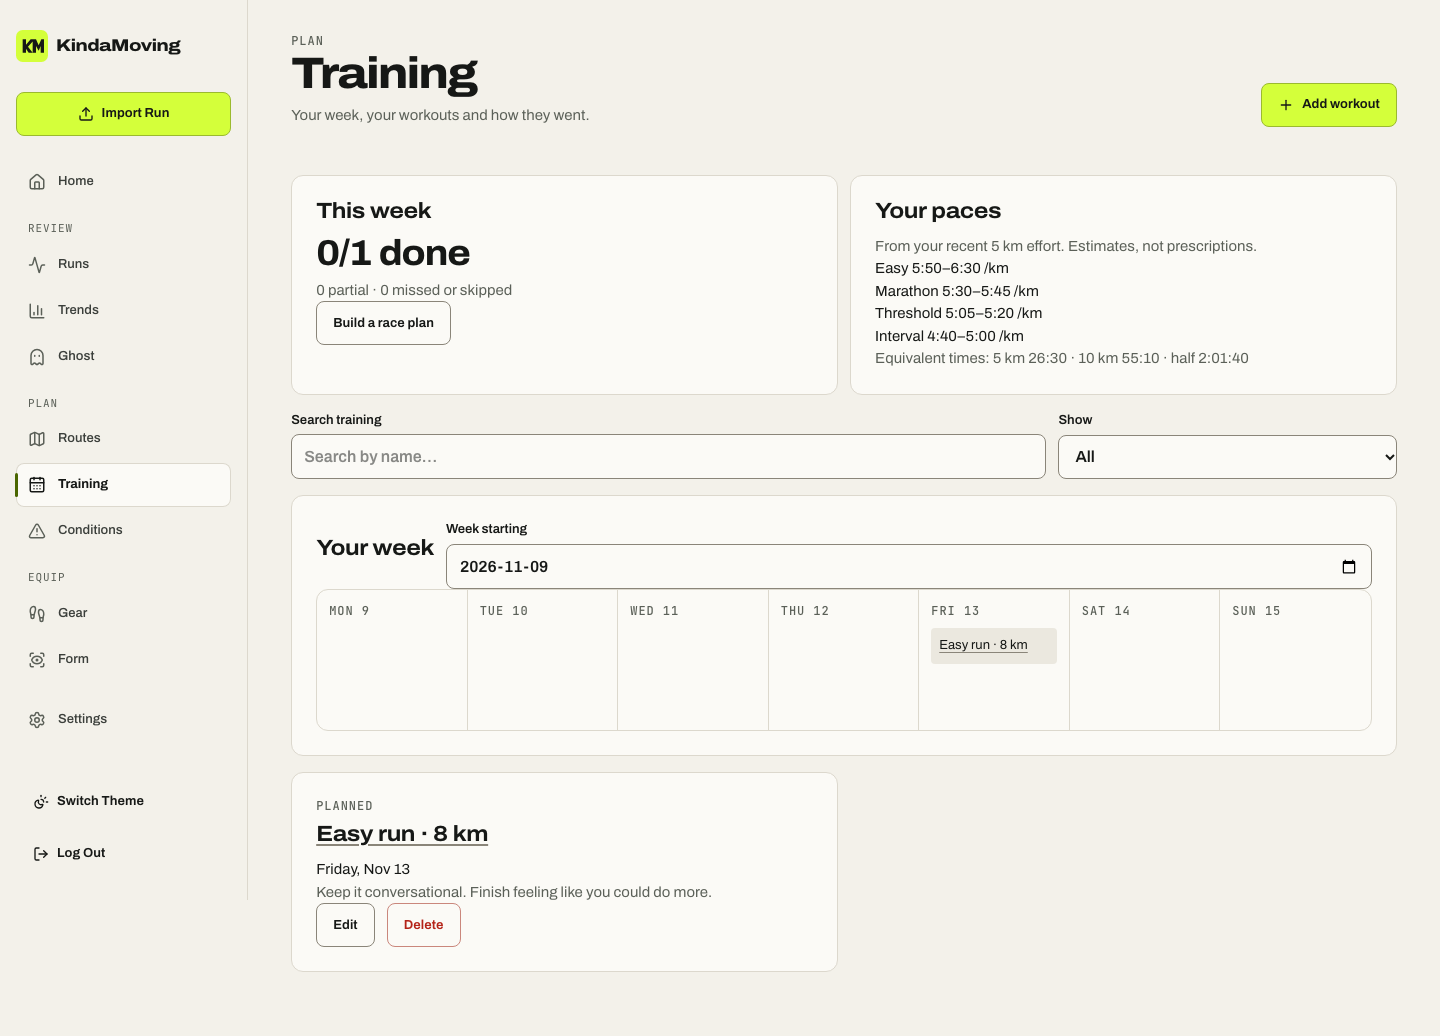 KM KindaMoving
Import Run
Home
REVIEW
Runs
Trends
Ghost
PLAN
Routes
Training
Conditions
EQUIP
Gear
Form
Settings
Switch Theme
Log Out
PLAN
Training
Your week, your workouts and how they went.
Add workout
This week
0/1 done
0 partial · 0 missed or skipped
Build a race plan
Your paces
From your recent 5 km effort. Estimates, not prescriptions.
Easy 5:50–6:30 /km
Marathon 5:30–5:45 /km
Threshold 5:05–5:20 /km
Interval 4:40–5:00 /km
Equivalent times: 5 km 26:30 · 10 km 55:10 · half 2:01:40
Search training
Search by name...
Show
All
Your week
Week starting
2026-11-09
MON 9 TUE 10 WED 11 THU 12 FRI 13 SAT 14 SUN 15
Easy run · 8 km
PLANNED
Easy run · 8 km
Friday, Nov 13
Keep it conversational. Finish feeling like you could do more.
Edit Delete